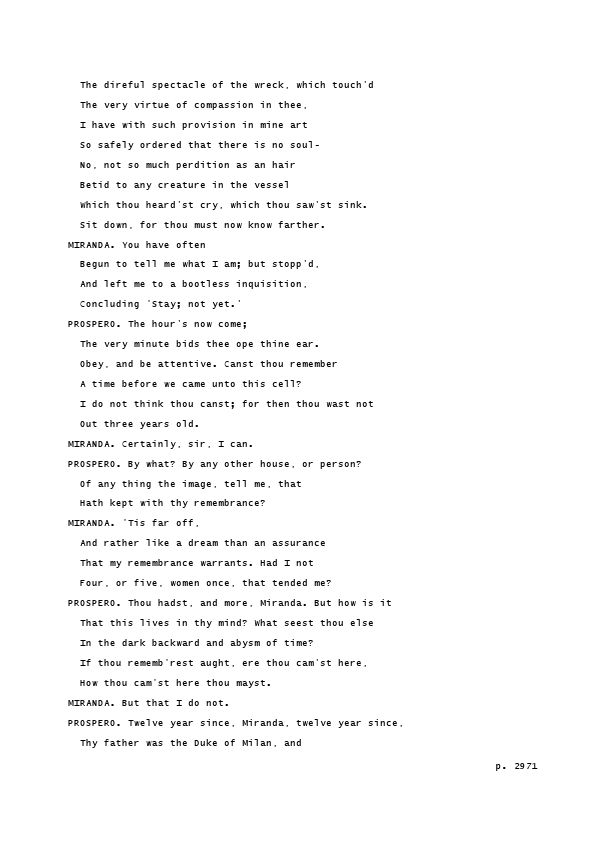 The direful spectacle of the wreck, which touch'd
The very virtue of compassion in thee,
I have with such provision in mine art
So safely ordered that there is no soul-
No, not so much perdition as an hair
Betid to any creature in the vessel
Which thou heard'st cry, which thou saw'st sink.
Sit down, for thou must now know farther.
MIRANDA. You have often
Begun to tell me what I am; but stopp'd,
And left me to a bootless inquisition,
Concluding 'Stay; not yet.'
PROSPERO. The hour's now come;
The very minute bids thee ope thine ear.
Obey, and be attentive. Canst thou remember
A time before we came unto this cell?
I do not think thou canst; for then thou wast not
Out three years old.
MIRANDA. Certainly, sir, I can.
PROSPERO. By what? By any other house, or person?
Of any thing the image, tell me, that
Hath kept with thy remembrance?
MIRANDA. 'Tis far off,
And rather like a dream than an assurance
That my remembrance warrants. Had I not
Four, or five, women once, that tended me?
PROSPERO. Thou hadst, and more, Miranda. But how is it
That this lives in thy mind? What seest thou else
In the dark backward and abysm of time?
If thou rememb'rest aught, ere thou cam'st here,
How thou cam'st here thou mayst.
MIRANDA. But that I do not.
PROSPERO. Twelve year since, Miranda, twelve year since,
Thy father was the Duke of Milan, and
p. 2971